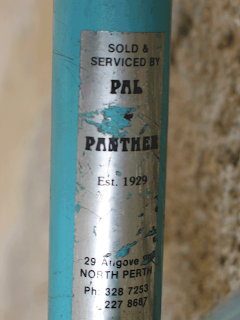 SOLD &
SERVICED BY
PAL
PANTHER
Est. 1929
29 Angove
NORTH PERTH
Ph. 328 7253
227 8687